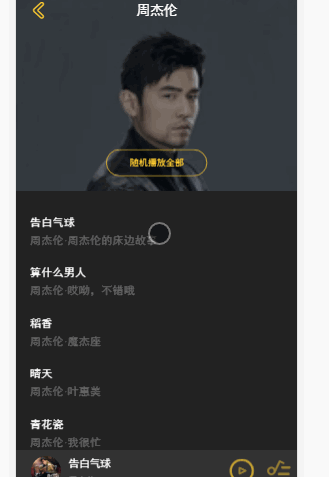 周杰伦
随机播放全部
告白气球
周杰伦·周杰伦的床边故事
算什么男人
周杰伦·哎呦，不错哦
稻香
周杰伦·魔杰座
晴天
周杰伦·叶惠美
青花瓷
周杰伦·我很忙
告白气球